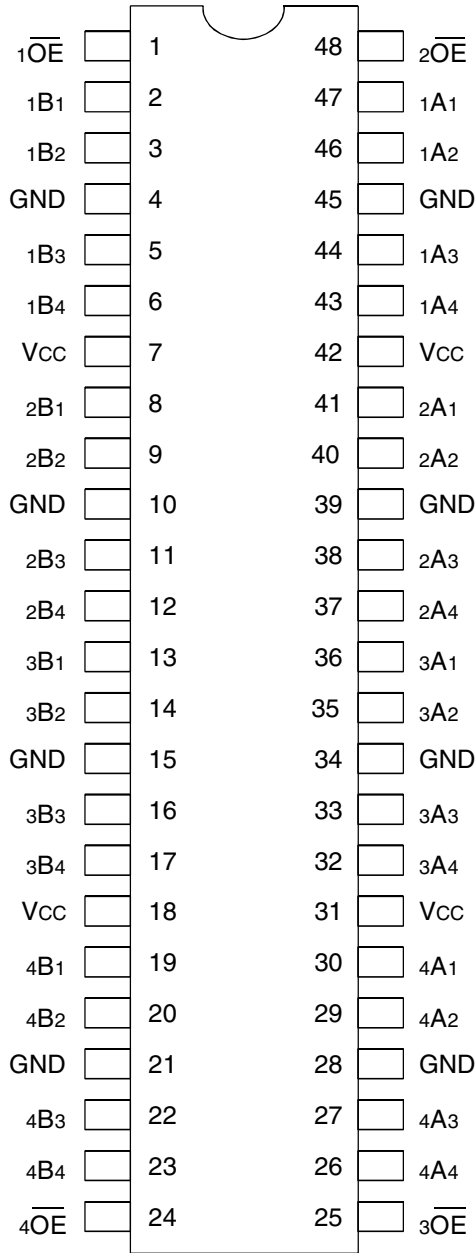 1OE 1 48 2OE
1B1 2 47 1A1
1B2 3 46 1A2
GND 4 45 GND
1B3 5 44 1A3
1B4 6 43 1A4
VCC 7 42 VCC
2B1 8 41 2A1
2B2 9 40 2A2
GND 10 39 GND
2B3 11 38 2A3
2B4 12 37 2A4
3B1 13 36 3A1
3B2 14 35 3A2
GND 15 34 GND
3B3 16 33 3A3
3B4 17 32 3A4
VCC 18 31 VCC
4B1 19 30 4A1
4B2 20 29 4A2
GND 21 28 GND
4B3 22 27 4A3
4B4 23 26 4A4
4OE 24 25 3OE